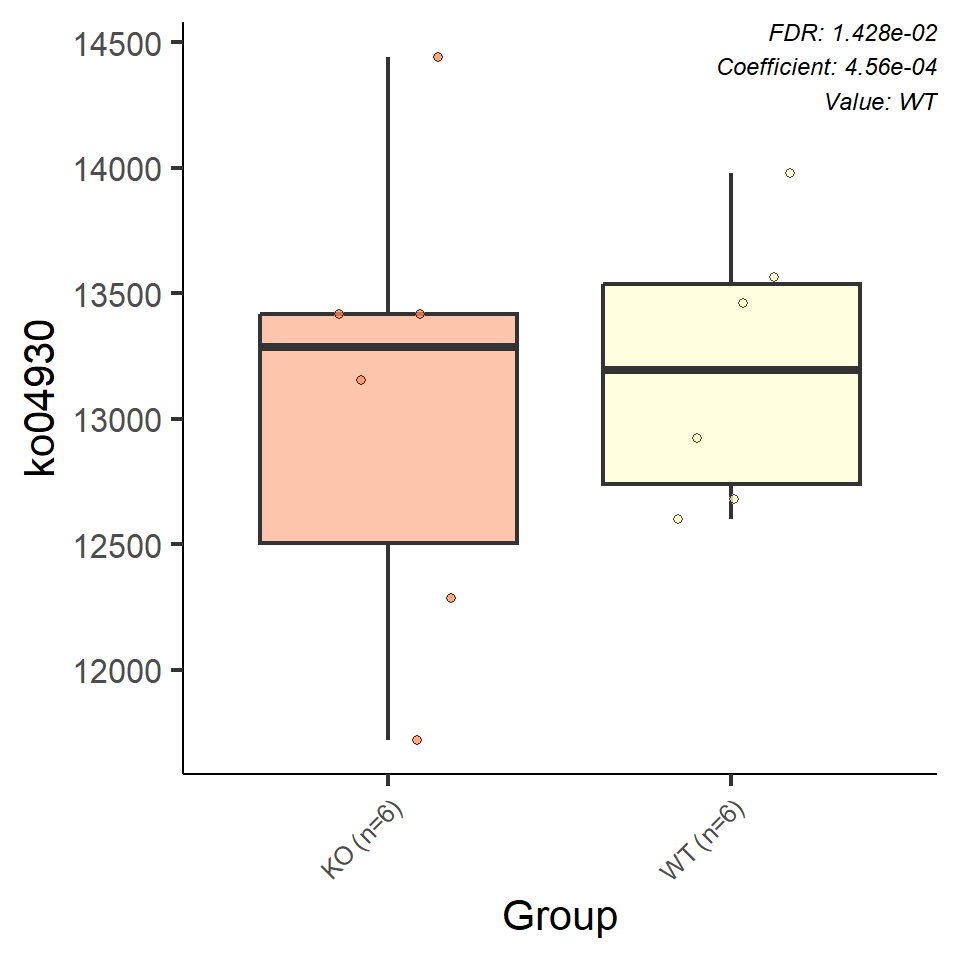 FDR: 1.428e-02
Coefficient: 4.56e-04
Value: WT
14500
14000
13500
13000
12500
12000
ko04930
KO (n=6)
WT (n=6)
Group